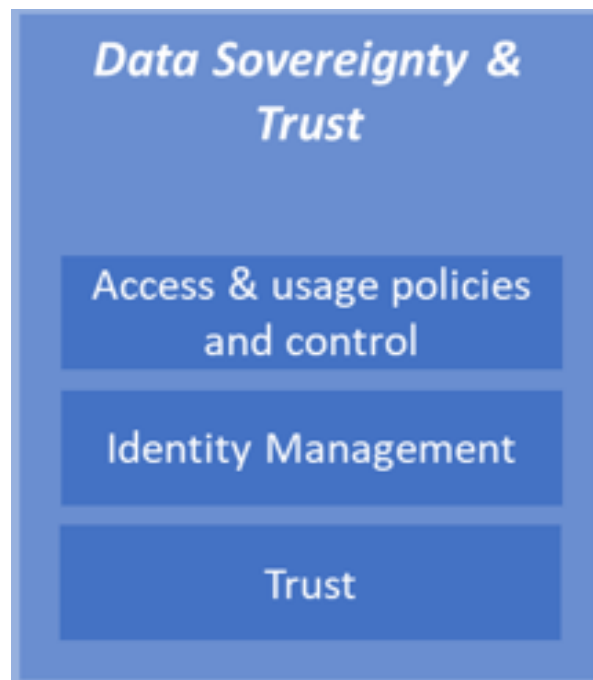 Data Sovereignty &
Trust
Access & usage policies
and control
Identity Management
Trust